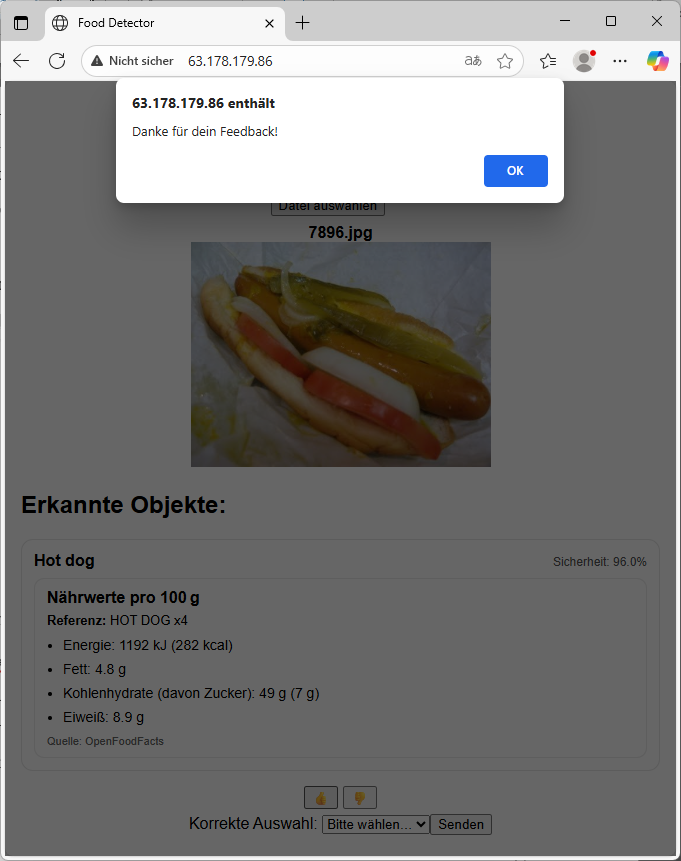 Food Detector
Nicht sicher 63.178.179.86 aあ
63.178.179.86 enthält
Danke für dein Feedback!
OK
Datei auswählen
7896.jpg
Erkannte Objekte:
Hot dog Sicherheit: 96.0%
Nährwerte pro 100 g
Referenz: HOT DOG x4
• Energie: 1192 kJ (282 kcal)
• Fett: 4.8 g
• Kohlenhydrate (davon Zucker): 49 g (7 g)
• Eiweiß: 8.9 g
Quelle: OpenFoodFacts
Korrekte Auswahl: Bitte wählen... Senden